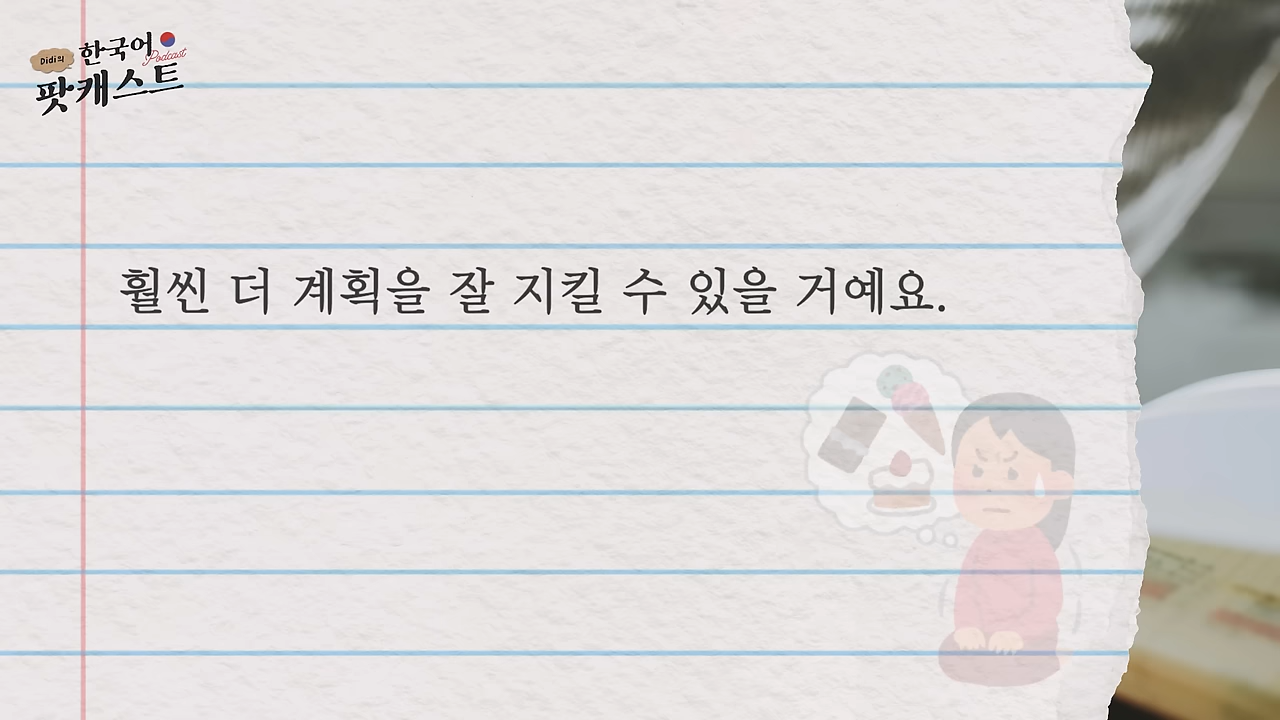 Didi의
한국어
Podcast
팟캐스트
훨씬 더 계획을 잘 지킬 수 있을 거예요.